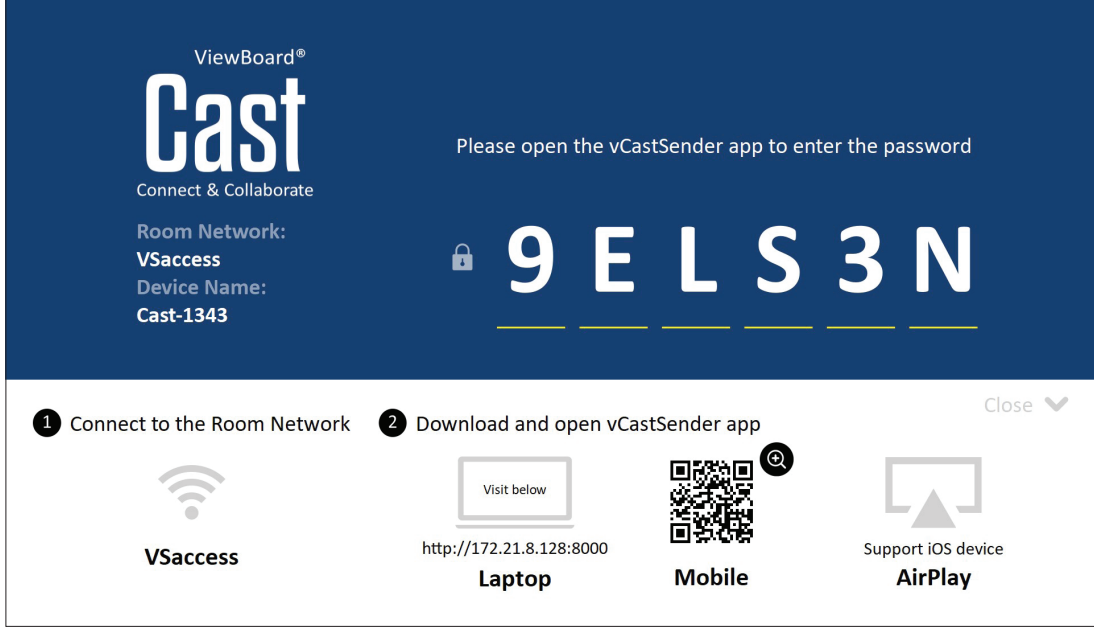 ViewBoard®
Cast
Connect & Collaborate
Room Network:
VSaccess
Device Name:
Cast-1343
Please open the vCastSender app to enter the password
9 E L S 3 N
Close
1 Connect to the Room Network
VSaccess
2 Download and open vCastSender app
Visit below
http://172.21.8.128:8000
Laptop
Mobile
Support iOS device
AirPlay